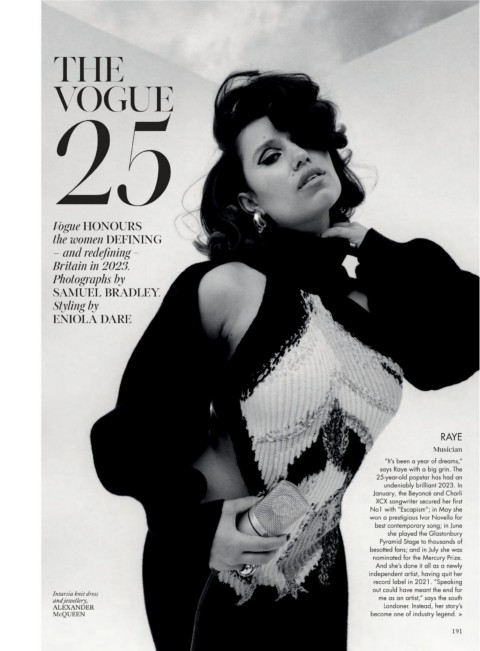 THE
VOGUE
25
Vogue HONOURS
the women DEFINING
– and redefining –
Britain in 2023.
Photographs by
SAMUEL BRADLEY.
Styling by
ENIOLA DARE
RAYE
Musician
"It's been a year of dreams,"
says Raye with a big grin. The
25-year-old popstar has had an
undeniably brilliant 2023. In
January, the Beyoncé and Charli
XCX songwriter secured her first
No1 with "Escapism"; in May she
won a prestigious Ivor Novello for
best contemporary song; in June
she played the Glastonbury
Pyramid Stage to thousands of
besotted fans; and in July she was
nominated for the Mercury Prize.
And she's done it all as a newly
independent artist, having quit her
record label in 2021. "Speaking
out could have meant the end for
me as an artist," says the south
Londoner. Instead, her story's
become one of industry legend. >
Intarsia knit dress
and jewellery,
ALEXANDER
McQUEEN
191